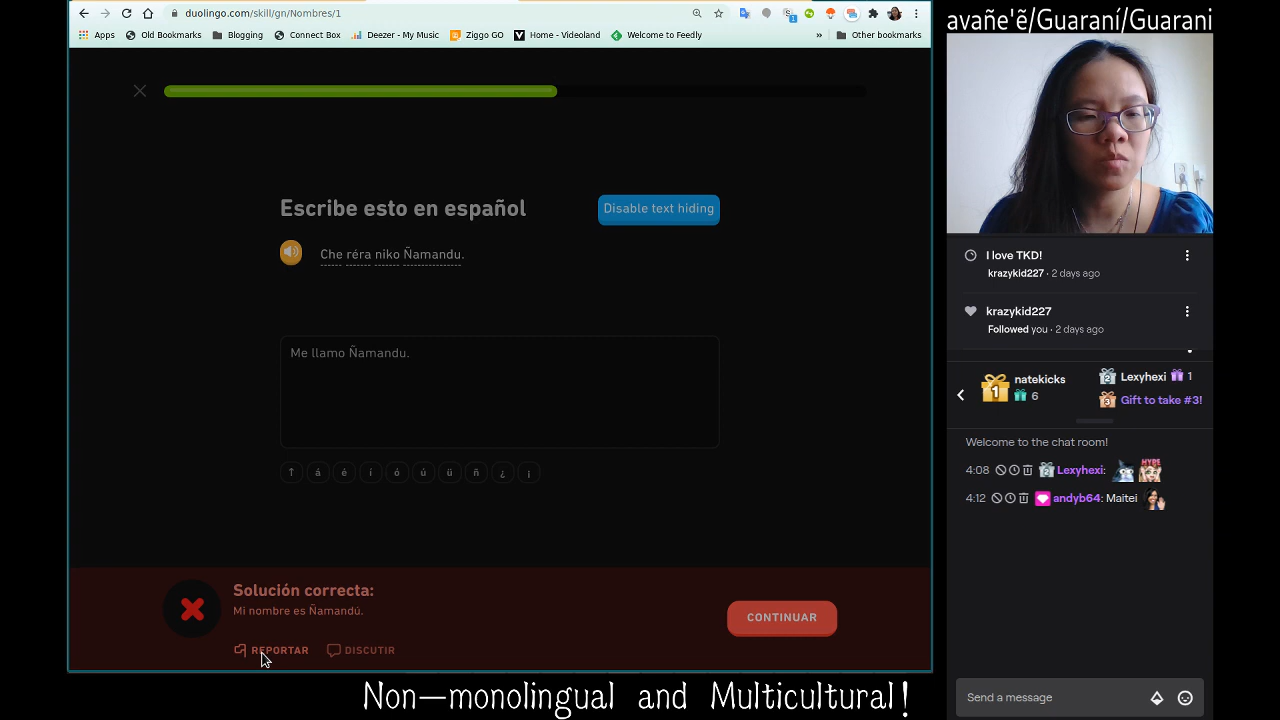 duolingo.com/skill/gn/Nombres/1
Apps Old Bookmarks Blogging Connect Box Deezer - My Music Ziggo GO Home - Videoland Welcome to Feedly » Other bookmarks
Escribe esto en español
Disable text hiding
Che réra niko Ñamandu.
Me llamo Ñamandu.
↑ á é í ó ú ü ñ ¿ ¡
Solución correcta:
Mi nombre es Ñamandú.
REPORTAR DISCUTIR
CONTINUAR
avañe'ẽ/Guaraní/Guarani
I love TKD!
krazykid227 · 2 days ago
krazykid227
Followed you · 2 days ago
natekicks
6
Lexyhexi 1
Gift to take #3!
Welcome to the chat room!
4:08 Lexyhexi:
4:12 andyb64: Maitei
Send a message
Non—monolingual and Multicultural!